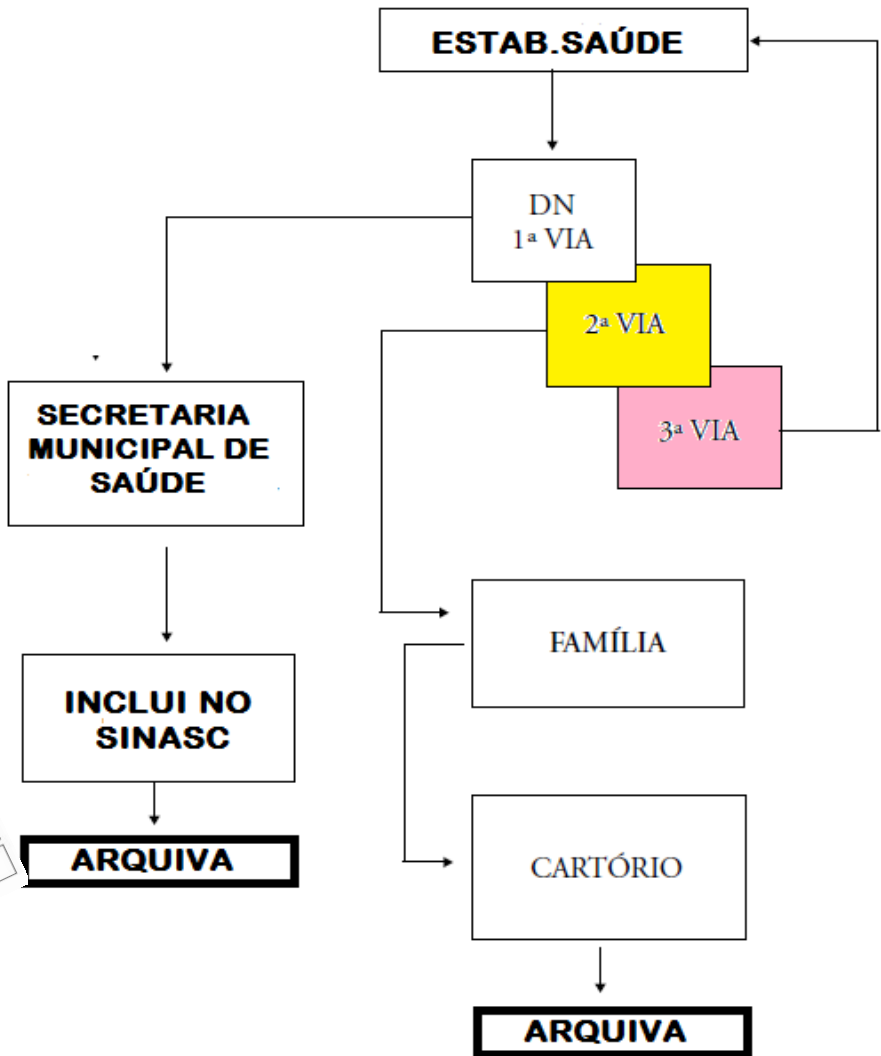 ESTAB.SAÚDE
DN
1ª VIA
2ª VIA
3ª VIA
SECRETARIA
MUNICIPAL DE
SAÚDE
FAMÍLIA
INCLUI NO
SINASC
CARTÓRIO
ARQUIVA
ARQUIVA